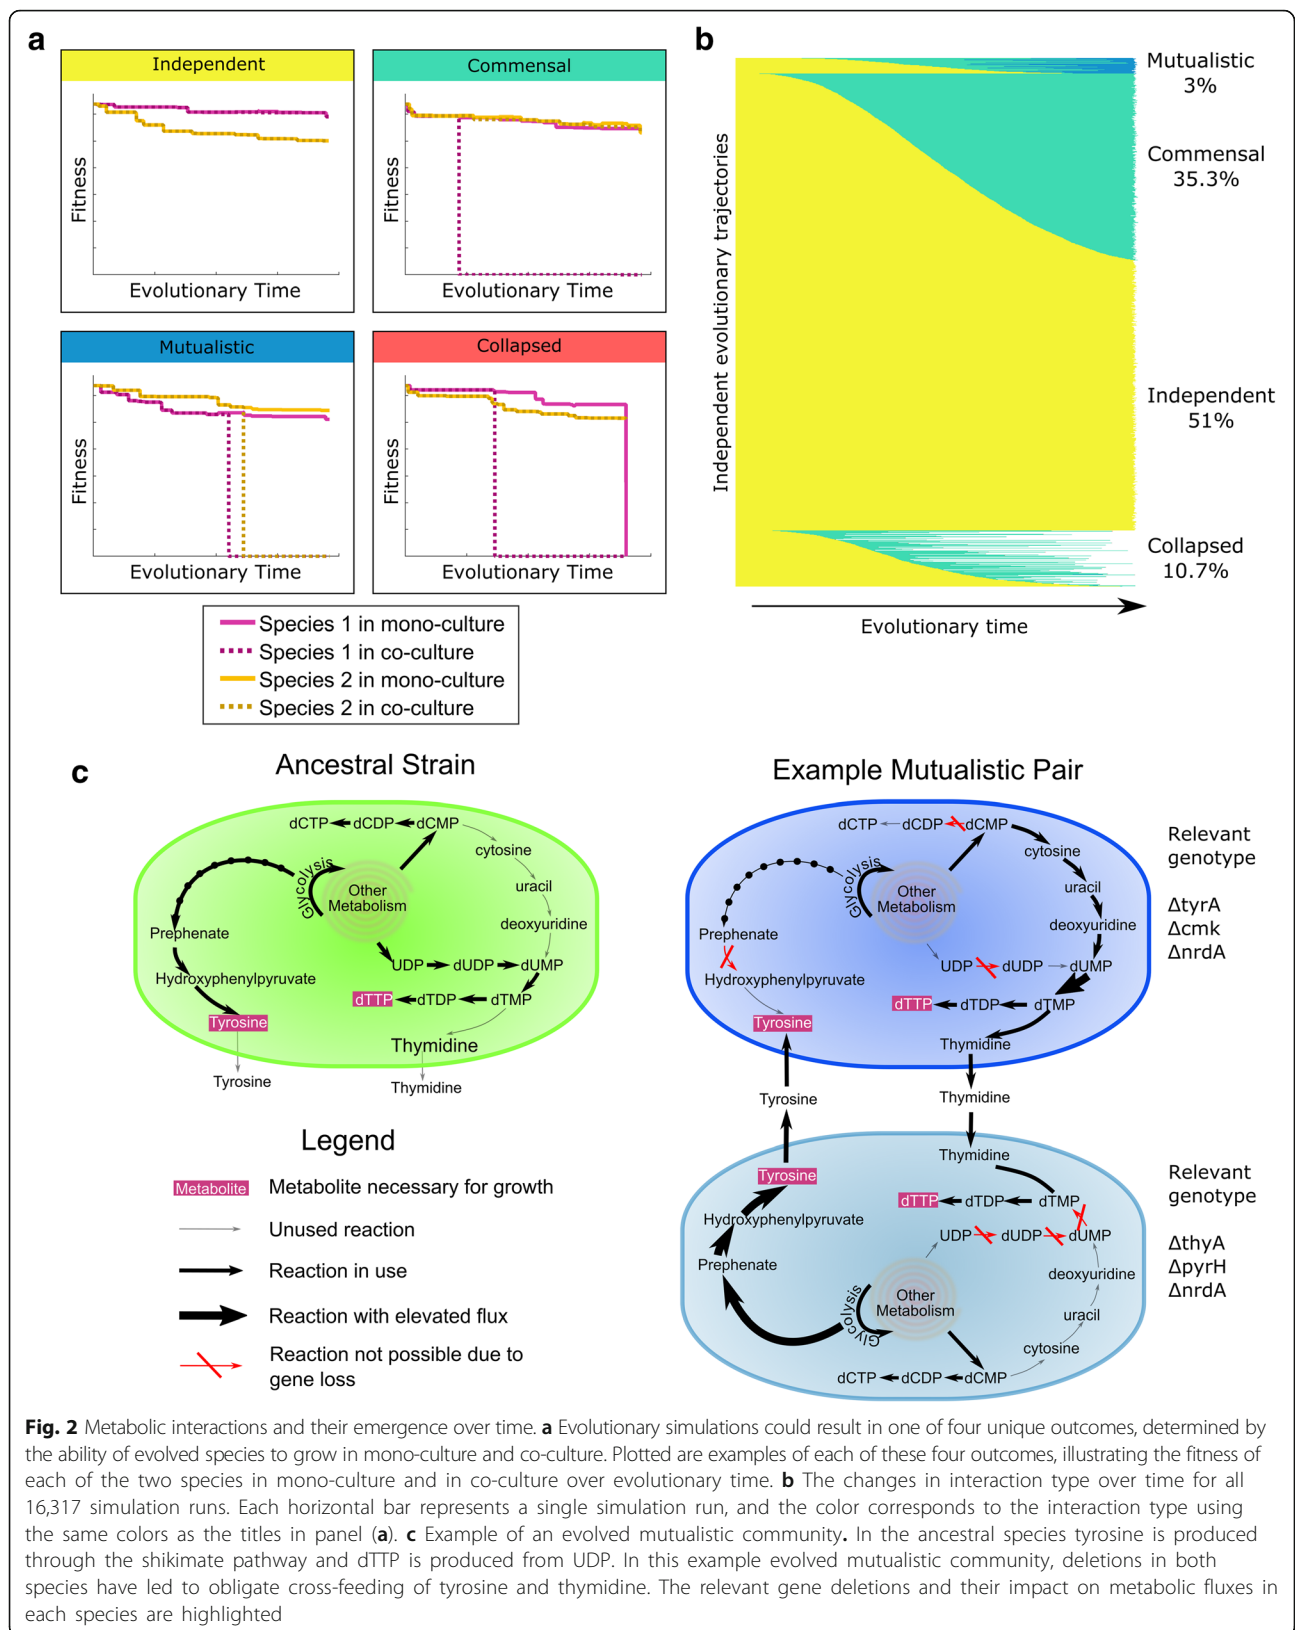 a
Independent
Fitness
Evolutionary Time
Commensal
Fitness
Evolutionary Time
Mutualistic
Fitness
Evolutionary Time
Collapsed
Fitness
Evolutionary Time
Species 1 in mono-culture
Species 1 in co-culture
Species 2 in mono-culture
Species 2 in co-culture
b
Independent evolutionary trajectories
Mutualistic
3%
Commensal
35.3%
Independent
51%
Collapsed
10.7%
Evolutionary time
c
Ancestral Strain
dCTP
dCDP
dCMP
cytosine
uracil
deoxyuridine
Glycolysis
Other
Metabolism
Prephenate
Hydroxyphenylpyruvate
UDP
dUDP
dUMP
dTTP
dTDP
dTMP
Tyrosine
Thymidine
Tyrosine
Thymidine
Legend
Metabolite
Metabolite necessary for growth
Unused reaction
Reaction in use
Reaction with elevated flux
Reaction not possible due to
gene loss
Example Mutualistic Pair
dCTP
dCDP
dCMP
cytosine
uracil
deoxyuridine
Glycolysis
Other
Metabolism
Prephenate
Hydroxyphenylpyruvate
UDP
dUDP
dUMP
dTTP
dTDP
dTMP
Tyrosine
Thymidine
Relevant
genotype
ΔtyrA
Δcmk
ΔnrdA
Tyrosine
Thymidine
Thymidine
Tyrosine
dTTP
dTDP
dTMP
Hydroxyphenylpyruvate
UDP
dUDP
dUMP
Prephenate
deoxyuridine
Glycolysis
Other
Metabolism
uracil
cytosine
dCTP
dCDP
dCMP
Relevant
genotype
ΔthyA
ΔpyrH
ΔnrdA
Fig. 2 Metabolic interactions and their emergence over time. a Evolutionary simulations could result in one of four unique outcomes, determined by
the ability of evolved species to grow in mono-culture and co-culture. Plotted are examples of each of these four outcomes, illustrating the fitness of
each of the two species in mono-culture and in co-culture over evolutionary time. b The changes in interaction type over time for all
16,317 simulation runs. Each horizontal bar represents a single simulation run, and the color corresponds to the interaction type using
the same colors as the titles in panel (a). c Example of an evolved mutualistic community. In the ancestral species tyrosine is produced
through the shikimate pathway and dTTP is produced from UDP. In this example evolved mutualistic community, deletions in both
species have led to obligate cross-feeding of tyrosine and thymidine. The relevant gene deletions and their impact on metabolic fluxes in
each species are highlighted